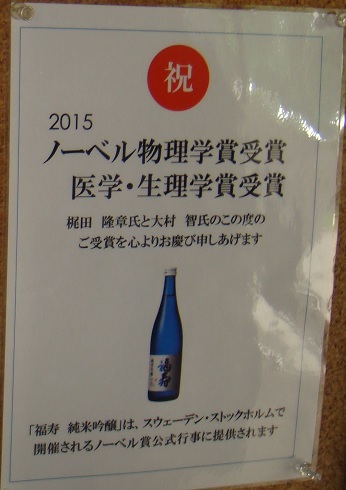 祝
2015
ノーベル物理学賞受賞
医学・生理学賞受賞
梶田 隆章氏と大村 智氏のこの度の
ご受賞を心よりお慶び申しあげます
福寿
「福寿 純米吟醸」は、スウェーデン・ストックホルムで
開催されるノーベル賞公式行事に提供されます